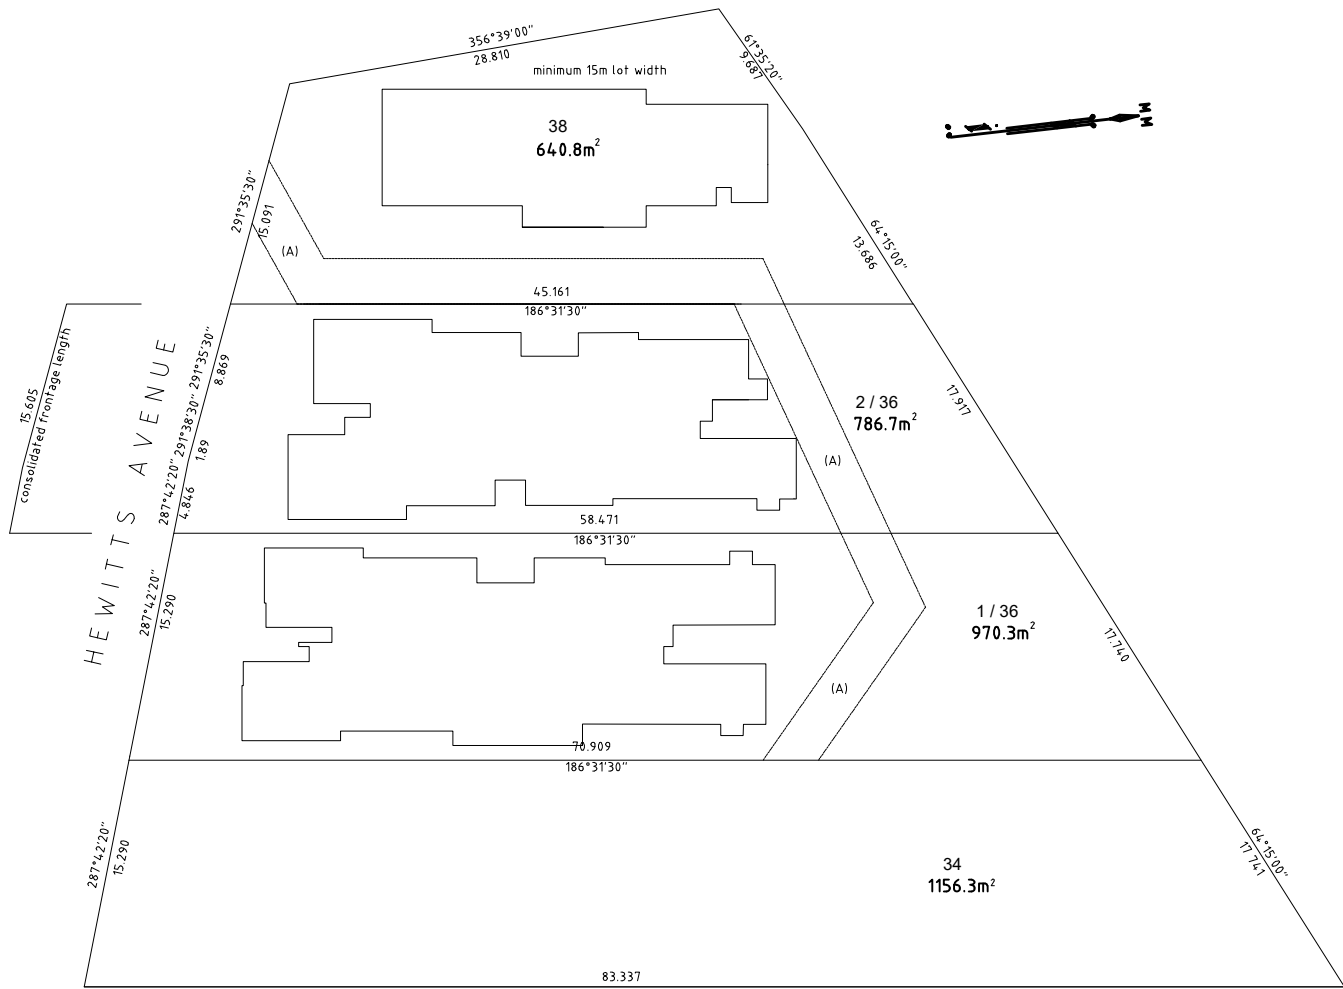 356°39'00"
28.810
61°35'20"
9.687
minimum 15m lot width
38
640.8m²
M
M
291°35'30"
15.091
(A)
64°15'00"
13.686
45.161
186°31'30"
15.605
consolidated frontage length
HEWITTS AVENUE
291°35'30"
8.869
291°38'30"
1.89
287°42'20"
4.846
2 / 36
786.7m²
17.917
(A)
58.471
186°31'30"
287°42'20"
15.290
1 / 36
970.3m²
17.740
(A)
70.909
186°31'30"
287°42'20"
15.290
34
1156.3m²
64°15'00"
17.741
83.337